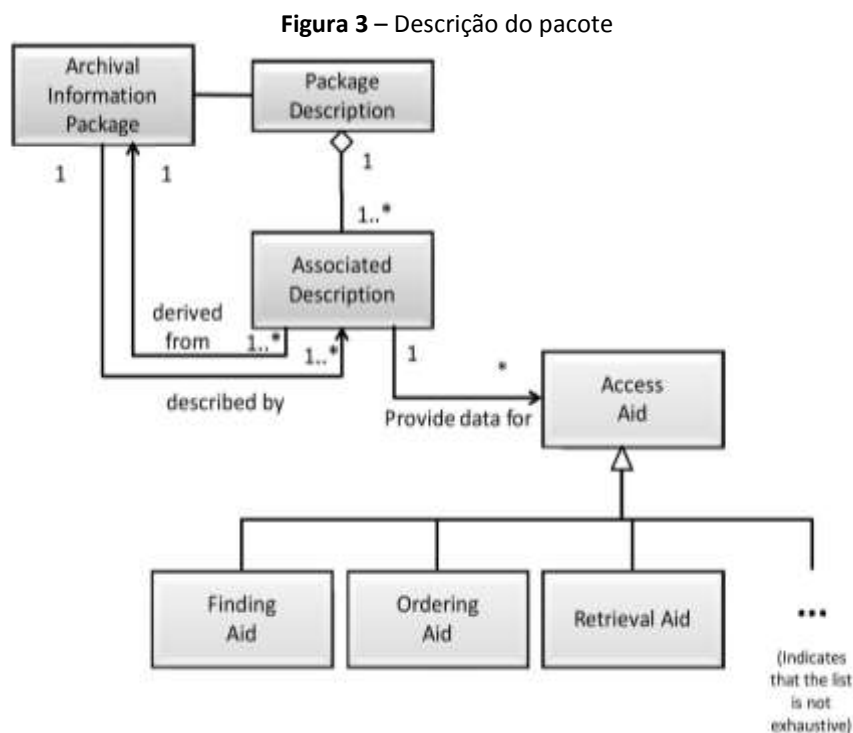 Figura 3 – Descrição do pacote
Archival
Information
Package
Package
Description
1
1
1
1..*
Associated
Description
derived
from
1..*
1..*
described by
1
*
Provide data for
Access
Aid
Finding
Aid
Ordering
Aid
Retrieval Aid
...
(Indicates
that the list
is not
exhaustive)